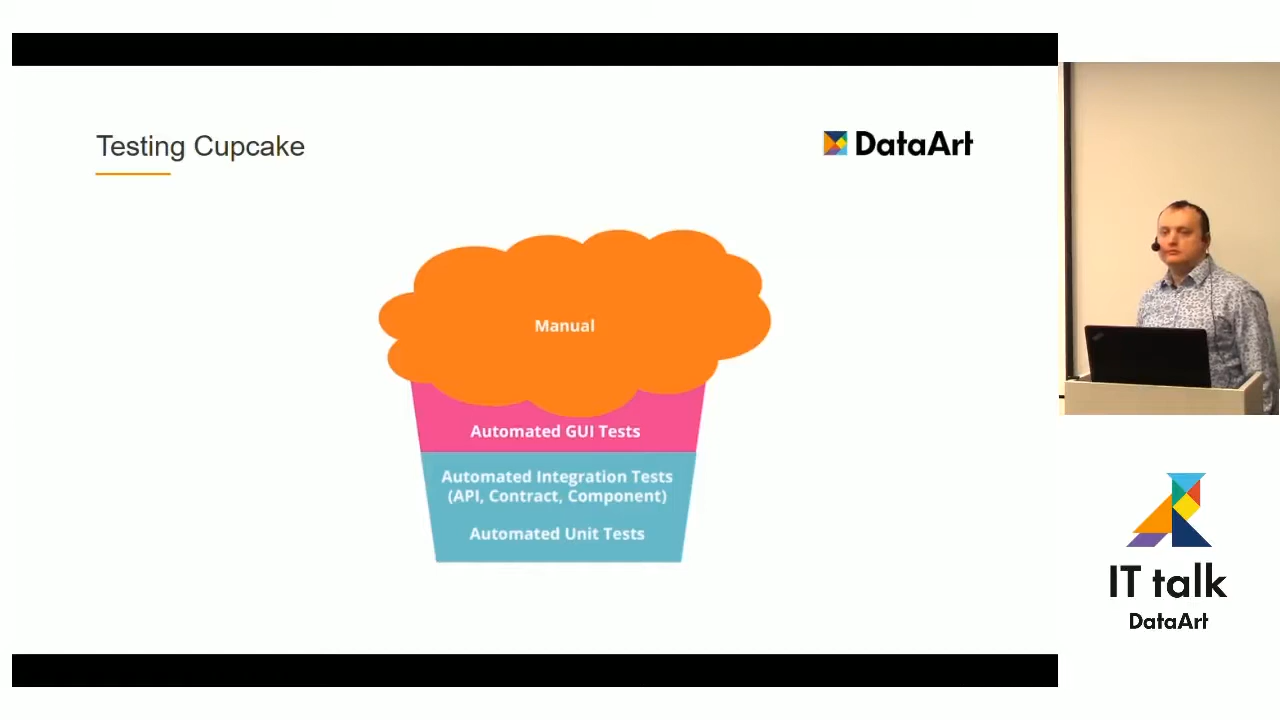 Testing Cupcake
DataArt
Manual
Automated GUI Tests
Automated Integration Tests
(API, Contract, Component)
Automated Unit Tests
IT talk
DataArt